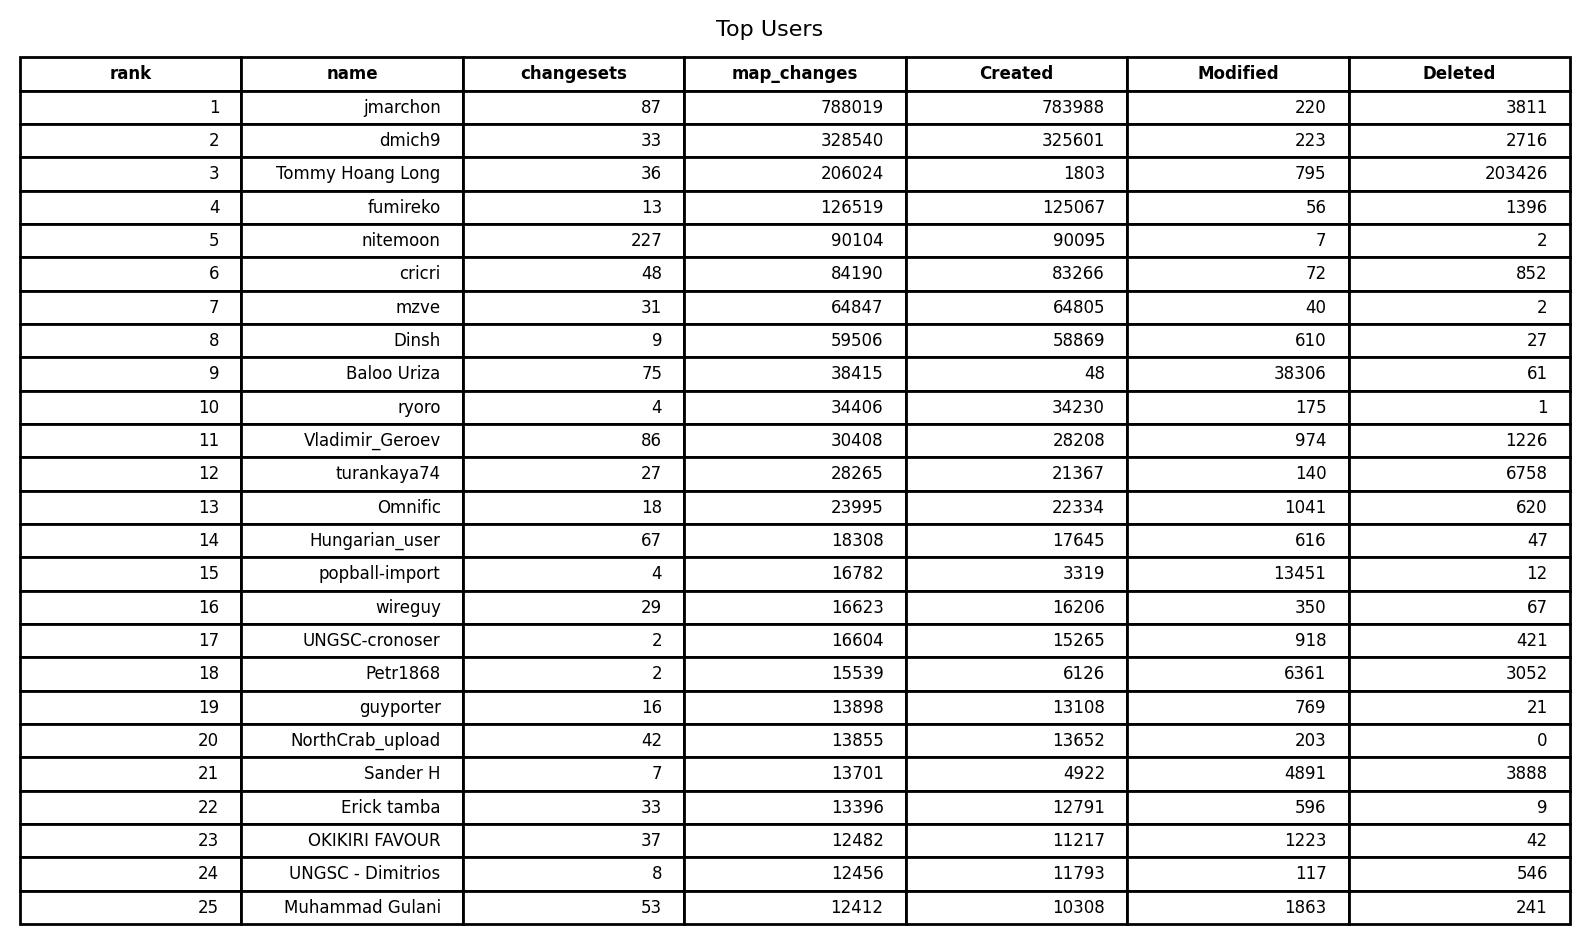 Top Users
rank name changesets map_changes Created Modified Deleted
1 jmarchon 87 788019 783988 220 3811
2 dmich9 33 328540 325601 223 2716
3 Tommy Hoang Long 36 206024 1803 795 203426
4 fumireko 13 126519 125067 56 1396
5 nitemoon 227 90104 90095 7 2
6 cricri 48 84190 83266 72 852
7 mzve 31 64847 64805 40 2
8 Dinsh 9 59506 58869 610 27
9 Baloo Uriza 75 38415 48 38306 61
10 ryoro 4 34406 34230 175 1
11 Vladimir_Geroev 86 30408 28208 974 1226
12 turankaya74 27 28265 21367 140 6758
13 Omnific 18 23995 22334 1041 620
14 Hungarian_user 67 18308 17645 616 47
15 popball-import 4 16782 3319 13451 12
16 wireguy 29 16623 16206 350 67
17 UNGSC-cronoser 2 16604 15265 918 421
18 Petr1868 2 15539 6126 6361 3052
19 guyporter 16 13898 13108 769 21
20 NorthCrab_upload 42 13855 13652 203 0
21 Sander H 7 13701 4922 4891 3888
22 Erick tamba 33 13396 12791 596 9
23 OKIKIRI FAVOUR 37 12482 11217 1223 42
24 UNGSC - Dimitrios 8 12456 11793 117 546
25 Muhammad Gulani 53 12412 10308 1863 241